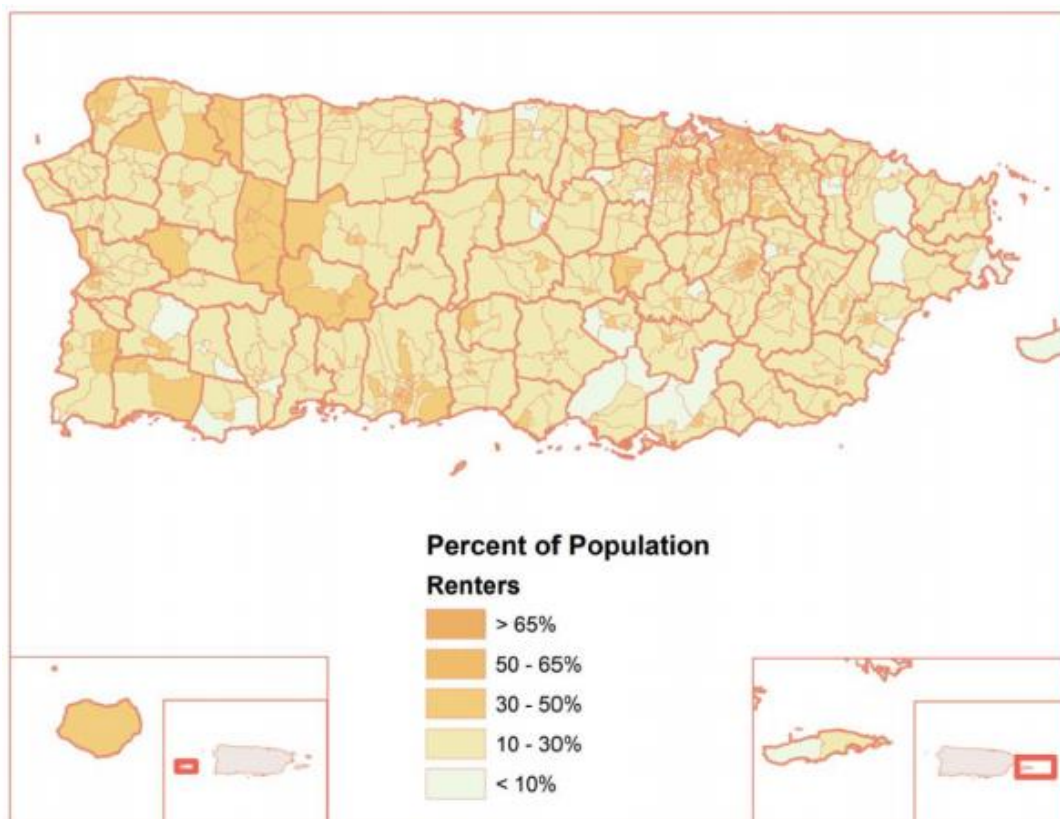 Percent of Population
Renters
> 65%
50 - 65%
30 - 50%
10 - 30%
< 10%